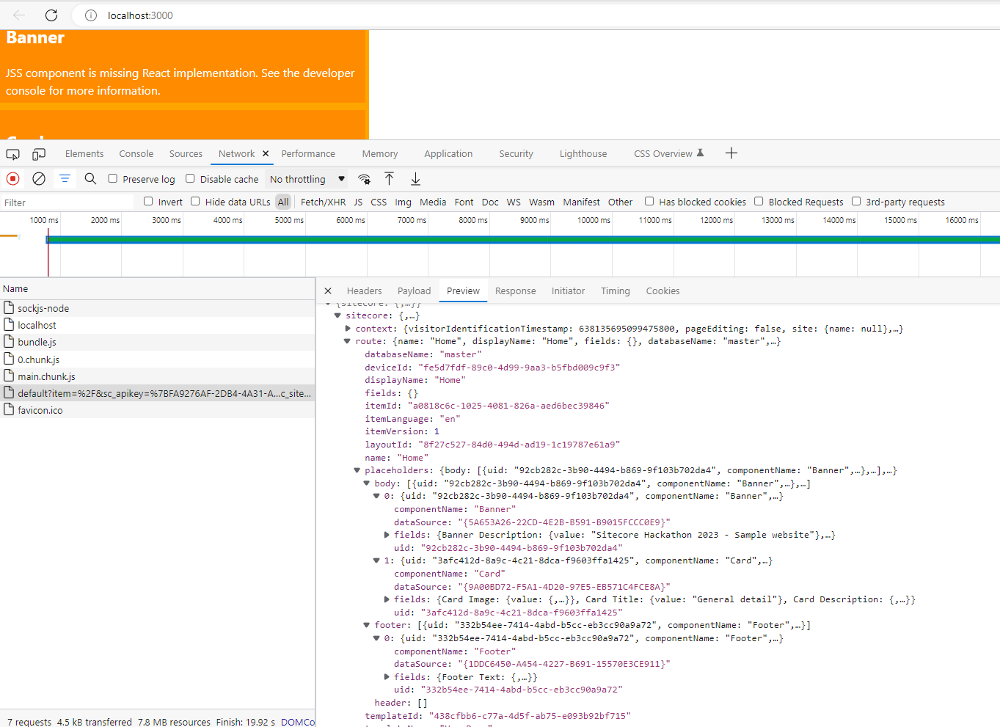 localhost:3000
Banner
JSS component is missing React implementation. See the developer
console for more information.
Elements Console Sources Network Performance Memory Application Security Lighthouse CSS Overview
Preserve log Disable cache No throttling
Filter Invert Hide data URLs All Fetch/XHR JS CSS Img Media Font Doc WS Wasm Manifest Other Has blocked cookies Blocked Requests 3rd-party requests
1000 ms 2000 ms 3000 ms 4000 ms 5000 ms 6000 ms 7000 ms 8000 ms 9000 ms 10000 ms 11000 ms 12000 ms 13000 ms 14000 ms 15000 ms 16000 ms
Name
sockjs-node
localhost
bundle.js
0.chunk.js
main.chunk.js
default?item=%2F&sc_apikey=%7BFA9276AF-2DB4-4A31-A...c_site...
favicon.ico
7 requests 4.5 kB transferred 7.8 MB resources Finish: 19.92 s DOMCo
Headers Payload Preview Response Initiator Timing Cookies
{sitecore: {,…}}
sitecore: {,…}
context: {visitorIdentificationTimestamp: 638135695099475800, pageEditing: false, site: {name: null},…}
route: {name: "Home", displayName: "Home", fields: {}, databaseName: "master",…}
databaseName: "master"
deviceId: "fe5d7fdf-89c0-4d99-9aa3-b5fbd009c9f3"
displayName: "Home"
fields: {}
itemId: "a0818c6c-1025-4081-826a-aed6bec39846"
itemLanguage: "en"
itemVersion: 1
layoutId: "8f27c527-84d0-494d-ad19-1c19787e61a9"
name: "Home"
placeholders: {body: [{uid: "92cb282c-3b90-4494-b869-9f103b702da4", componentName: "Banner",…},…],…}
body: [{uid: "92cb282c-3b90-4494-b869-9f103b702da4", componentName: "Banner",…},…]
0: {uid: "92cb282c-3b90-4494-b869-9f103b702da4", componentName: "Banner",…}
componentName: "Banner"
dataSource: "{5A653A26-22CD-4E2B-B591-B9015FCCC0E9}"
fields: {Banner Description: {value: "Sitecore Hackathon 2023 - Sample website"},…}
uid: "92cb282c-3b90-4494-b869-9f103b702da4"
1: {uid: "3afc412d-8a9c-4c21-8dca-f9603ffa1425", componentName: "Card",…}
componentName: "Card"
dataSource: "{9A00BD72-F5A1-4D20-97E5-EB571C4FCE8A}"
fields: {Card Image: {value: {,…}}, Card Title: {value: "General detail"}, Card Description: {,…}}
uid: "3afc412d-8a9c-4c21-8dca-f9603ffa1425"
footer: [{uid: "332b54ee-7414-4abd-b5cc-eb3cc90a9a72", componentName: "Footer",…}]
0: {uid: "332b54ee-7414-4abd-b5cc-eb3cc90a9a72", componentName: "Footer",…}
componentName: "Footer"
dataSource: "{1DDC6450-A454-4227-B691-15570E3CE911}"
fields: {Footer Text: {,…}}
uid: "332b54ee-7414-4abd-b5cc-eb3cc90a9a72"
header: []
templateId: "438cfbb6-c77a-4d5f-ab75-e093b92bf715"